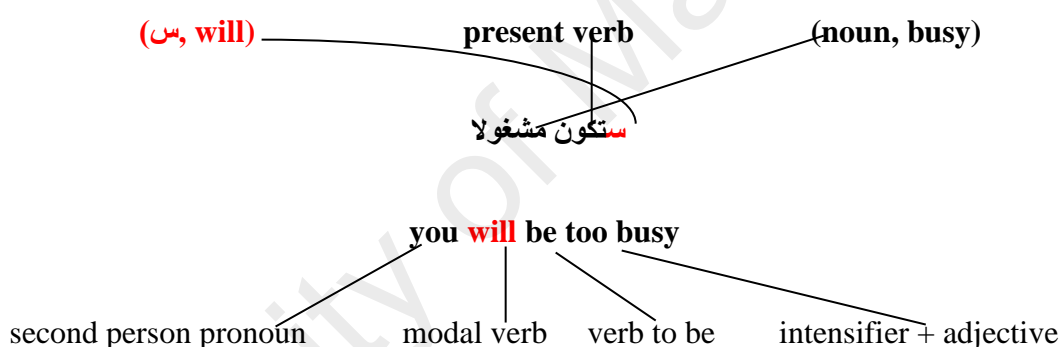 (س, will) present verb (noun, busy)
ستكون مشغولا
you will be too busy
second person pronoun modal verb verb to be intensifier + adjective